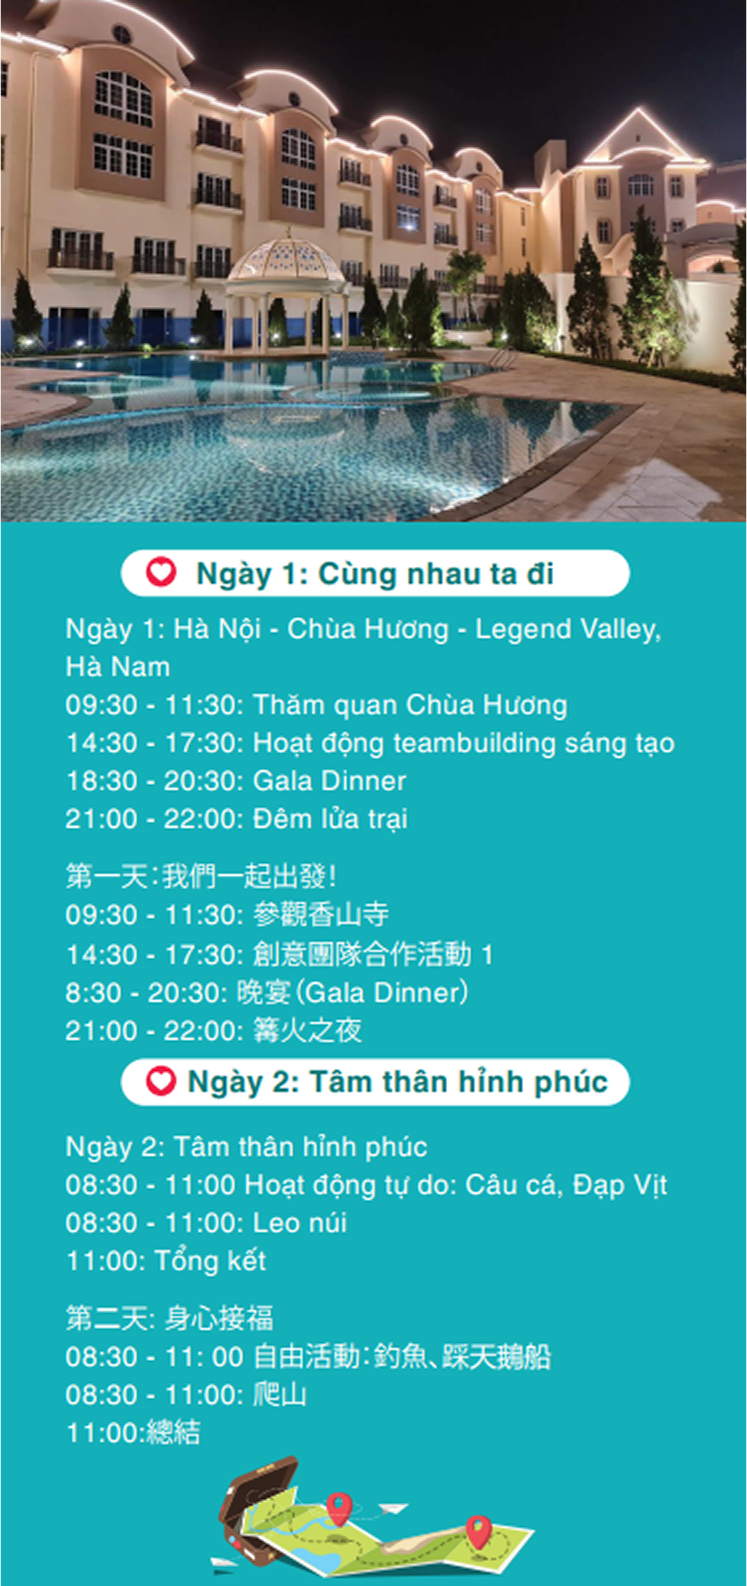 Ngày 1: Cùng nhau ta đi
Ngày 1: Hà Nội - Chùa Hương - Legend Valley,
Hà Nam
09:30 - 11:30: Thăm quan Chùa Hương
14:30 - 17:30: Hoạt động teambuilding sáng tạo
18:30 - 20:30: Gala Dinner
21:00 - 22:00: Đêm lửa trại
第一天：我們一起出發！
09:30 - 11:30: 參觀香山寺
14:30 - 17:30: 創意團隊合作活動 1
8:30 - 20:30: 晚宴（Gala Dinner）
21:00 - 22:00: 篝火之夜
Ngày 2: Tâm thân hỉnh phúc
Ngày 2: Tâm thân hỉnh phúc
08:30 - 11:00 Hoạt động tự do: Câu cá, Đạp Vịt
08:30 - 11:00: Leo núi
11:00: Tổng kết
第二天: 身心接福
08:30 - 11: 00 自由活動：釣魚、踩天鵝船
08:30 - 11:00: 爬山
11:00:總結